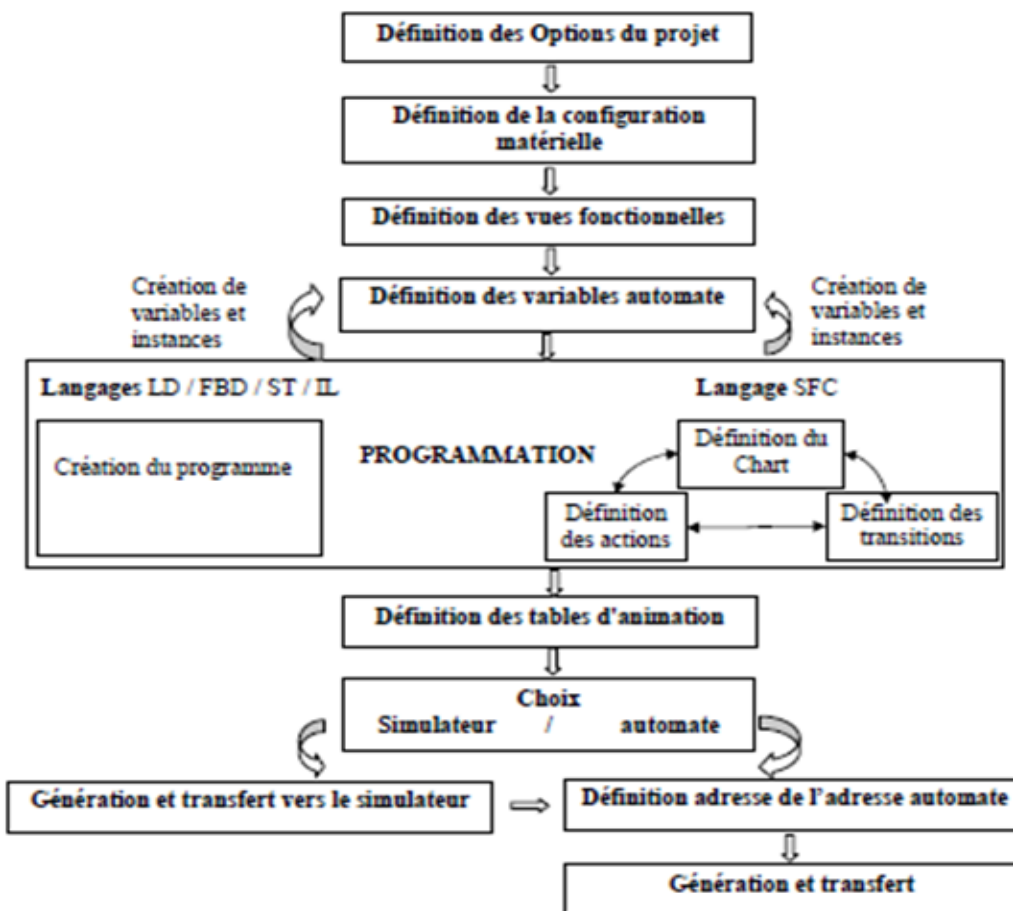 Définition des Options du projet
Définition de la configuration
matérielle
Définition des vues fonctionnelles
Définition des variables automate
Création de
variables et
instances
Création de
variables et
instances
Langages LD / FBD / ST / IL
Langage SFC
Création du programme
PROGRAMMATION
Définition du
Chart
Définition
des actions
Définition des
transitions
Définition des tables d'animation
Choix
Simulateur / automate
Génération et transfert vers le simulateur
Définition adresse de l'adresse automate
Génération et transfert